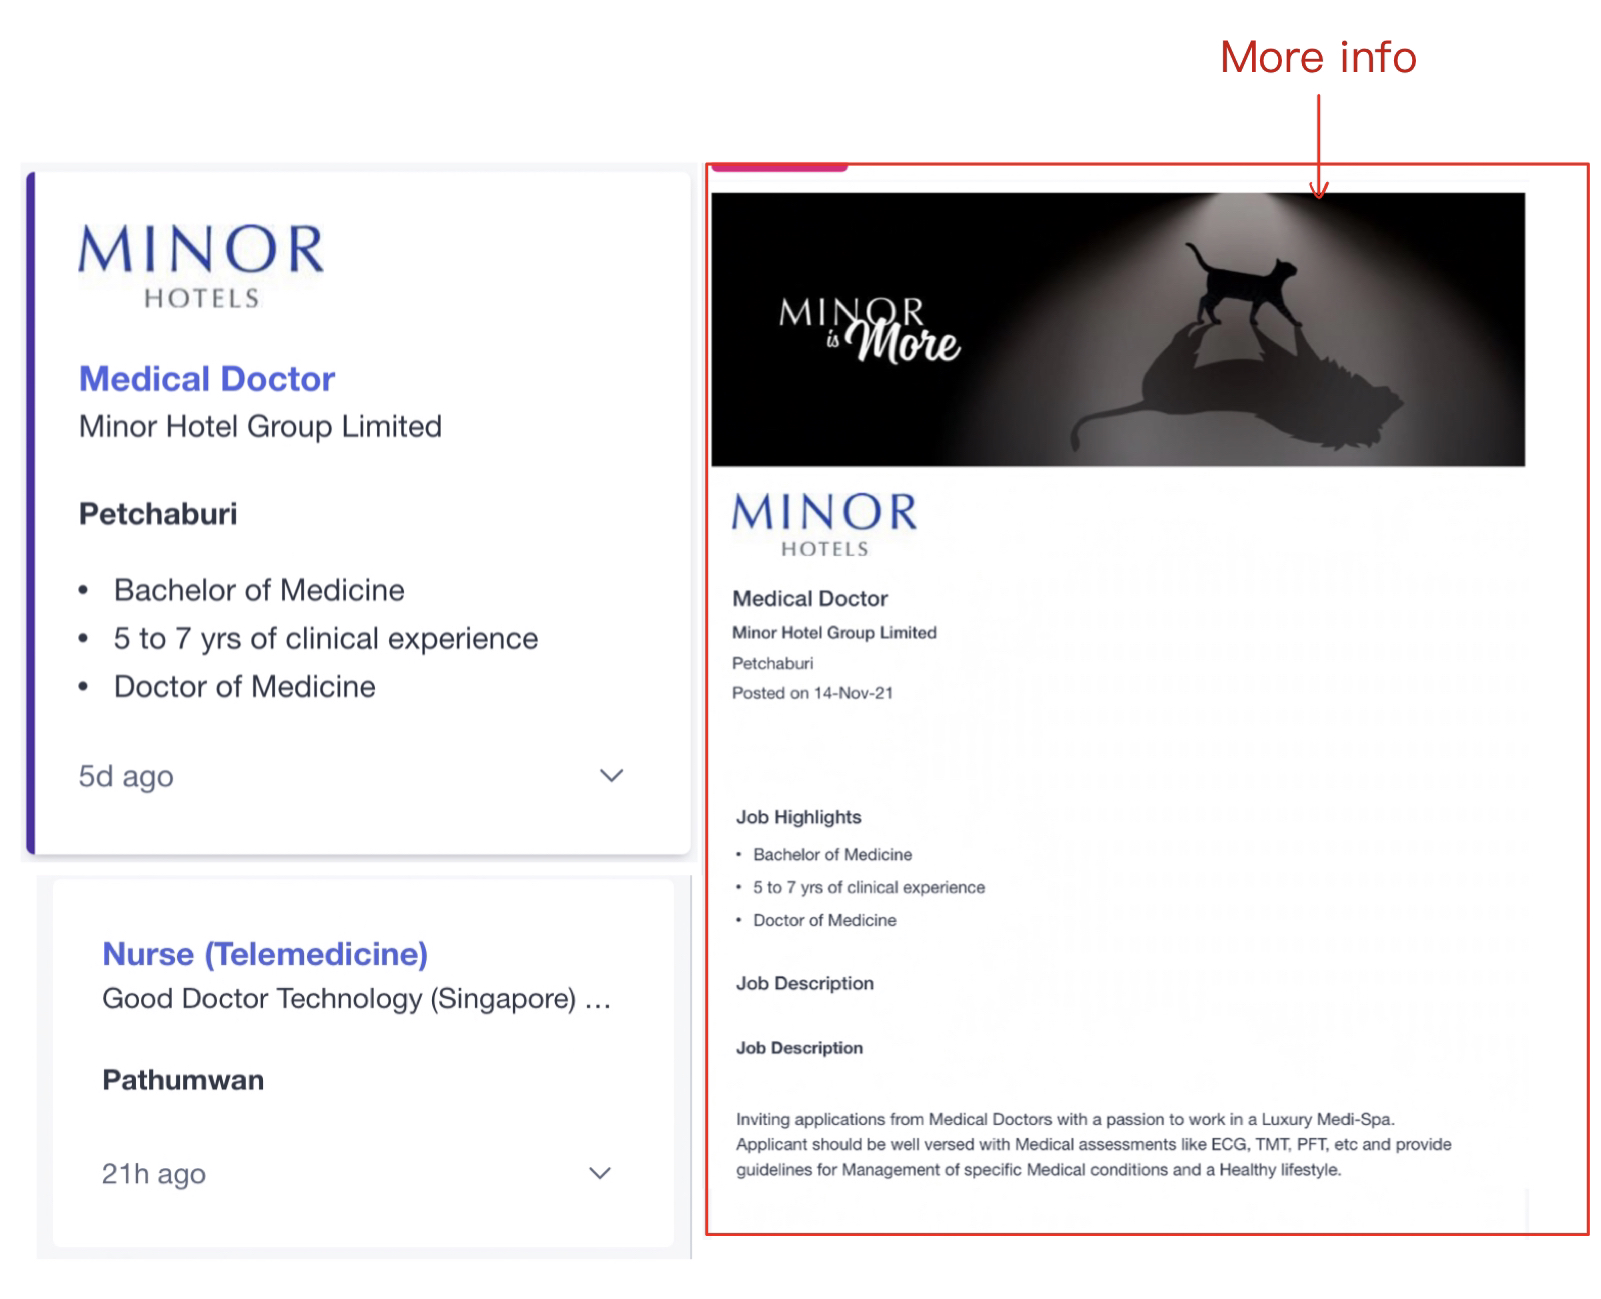 More info
MINOR
HOTELS
Medical Doctor
Minor Hotel Group Limited
Petchaburi
• Bachelor of Medicine
• 5 to 7 yrs of clinical experience
• Doctor of Medicine
5d ago
Nurse (Telemedicine)
Good Doctor Technology (Singapore) ...
Pathumwan
21h ago
MINOR
is More
MINOR
HOTELS
Medical Doctor
Minor Hotel Group Limited
Petchaburi
Posted on 14-Nov-21
Job Highlights
• Bachelor of Medicine
• 5 to 7 yrs of clinical experience
• Doctor of Medicine
Job Description
Job Description
Inviting applications from Medical Doctors with a passion to work in a Luxury Medi-Spa.
Applicant should be well versed with Medical assessments like ECG, TMT, PFT, etc and provide
guidelines for Management of specific Medical conditions and a Healthy lifestyle.